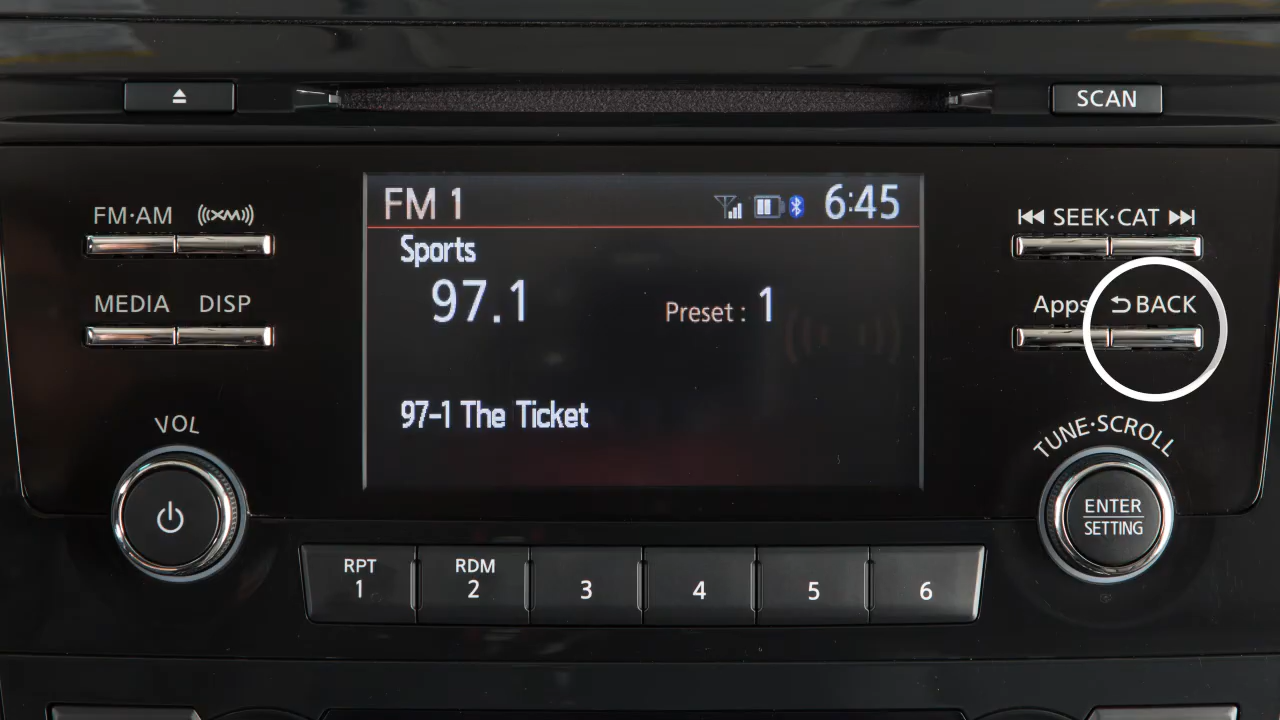 SCAN
FM·AM
XM
FM 1
6:45
SEEK·CAT
Sports
97.1
Preset : 1
MEDIA
DISP
Apps
BACK
97-1 The Ticket
VOL
TUNE·SCROLL
ENTER
SETTING
RPT
1
RDM
2
3
4
5
6